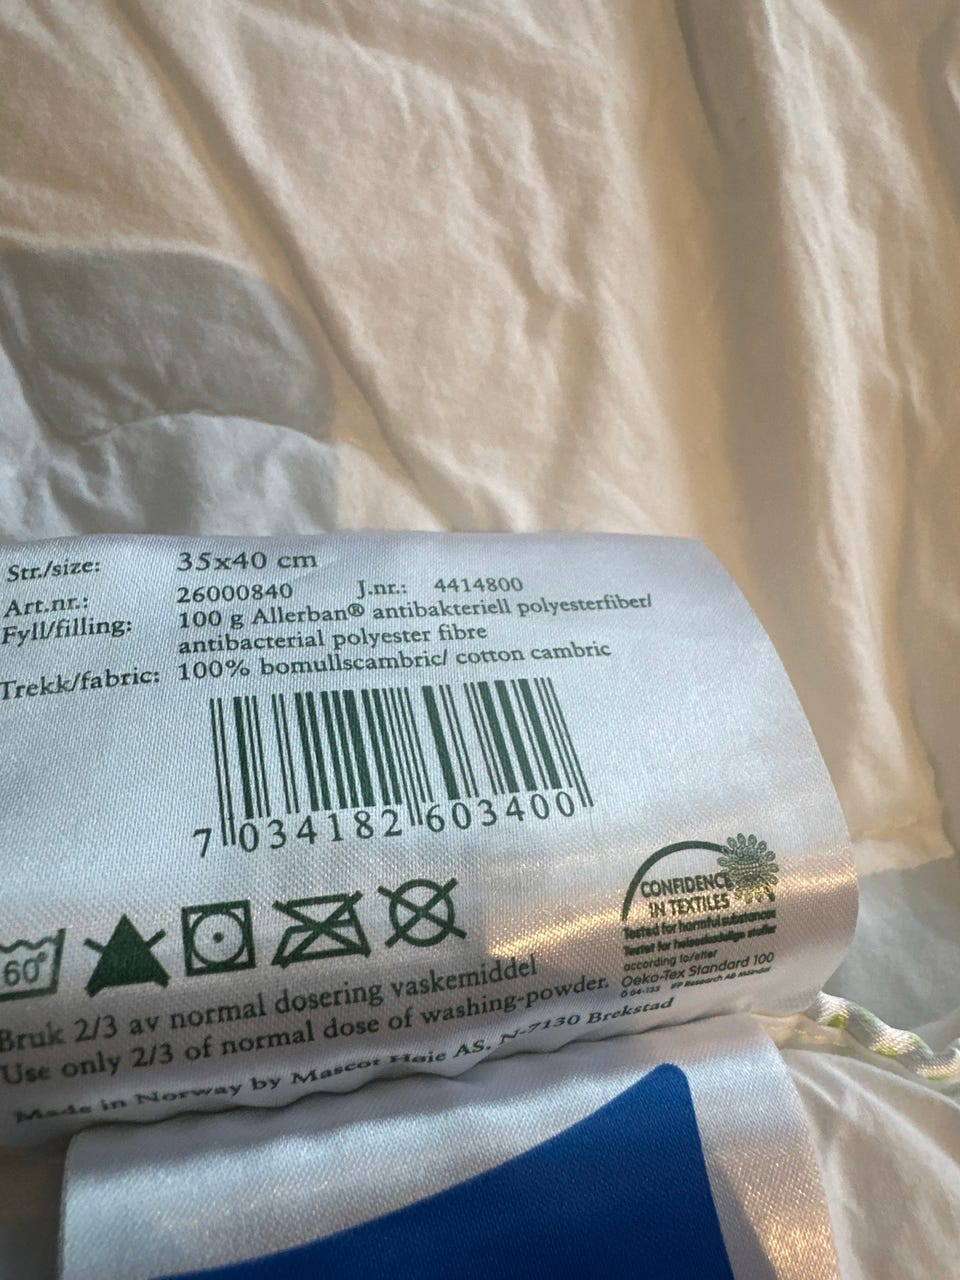 Str./size: 35x40 cm
Art.nr.: 26000840 J.nr.: 4414800
Fyll/filling: 100 g Allerban® antibakteriell polyesterfiber/
antibacterial polyester fibre
Trekk/fabric: 100% bomullscambric/ cotton cambric
7 034182 603400
60°
CONFIDENCE
IN TEXTILES
Tested for harmful substances
Testet for helseskadelige stoffer
according to/etter
Oeko-Tex Standard 100
Bruk 2/3 av normal dosering vaskemiddel
Use only 2/3 of normal dose of washing-powder.
Made in Norway by Mascot Høie AS. N-7130 Brekstad